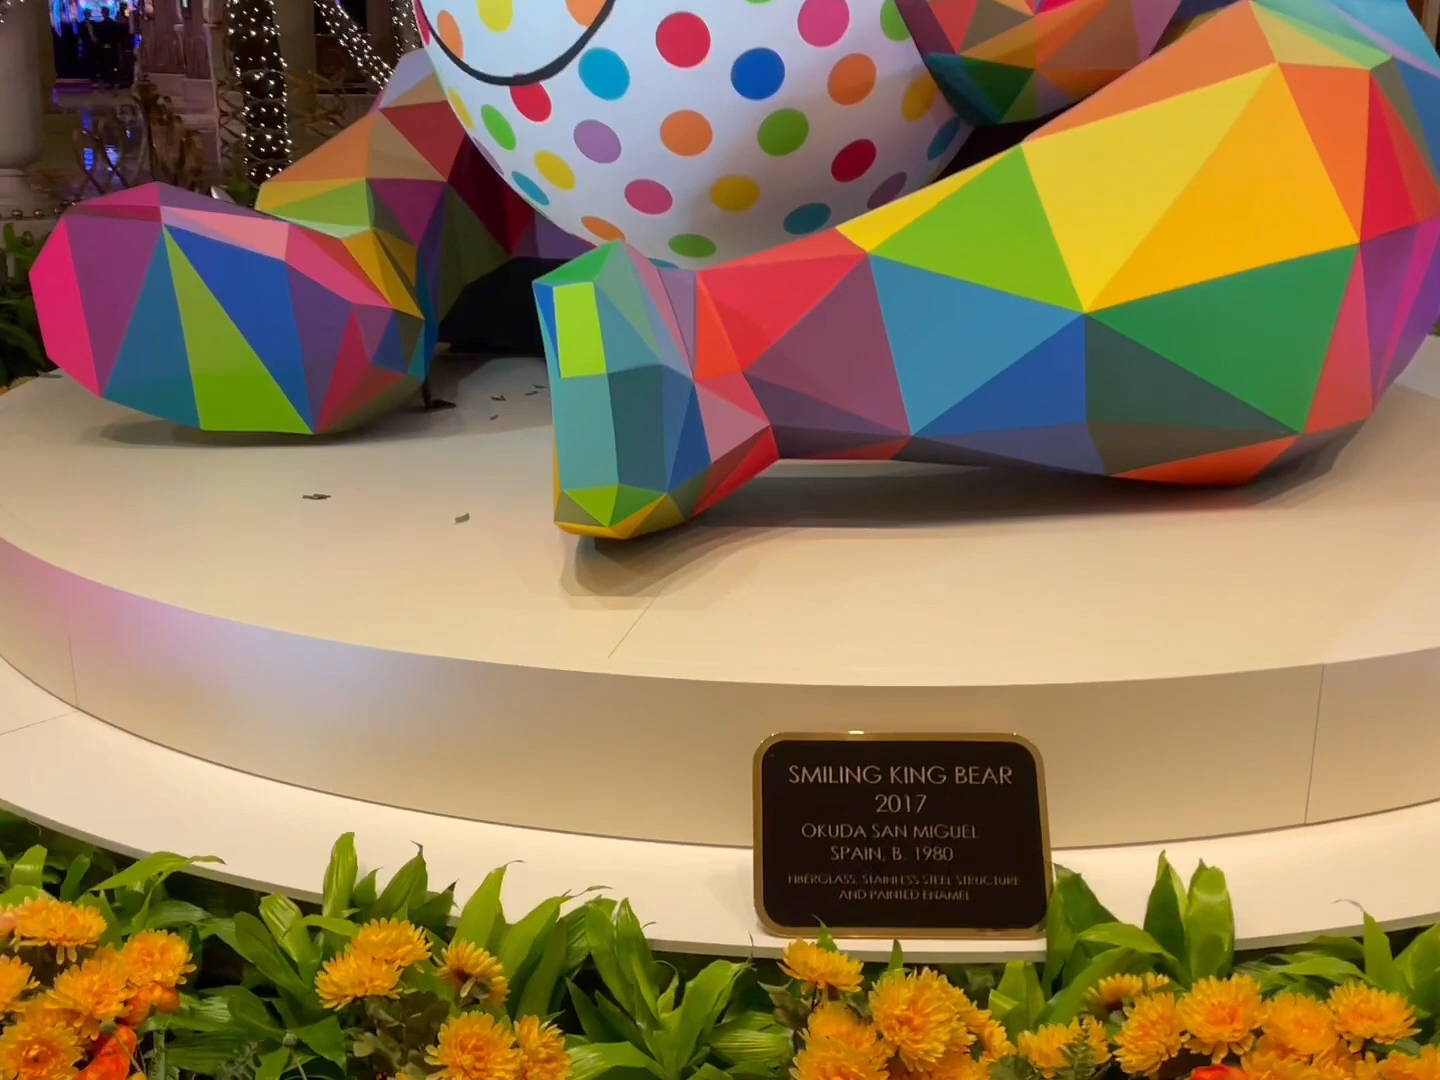 SMILING KING BEAR
2017
OKUDA SAN MIGUEL
SPAIN, B. 1980
FIBERGLASS, STAINLESS STEEL STRUCTURE
AND PAINTED ENAMEL